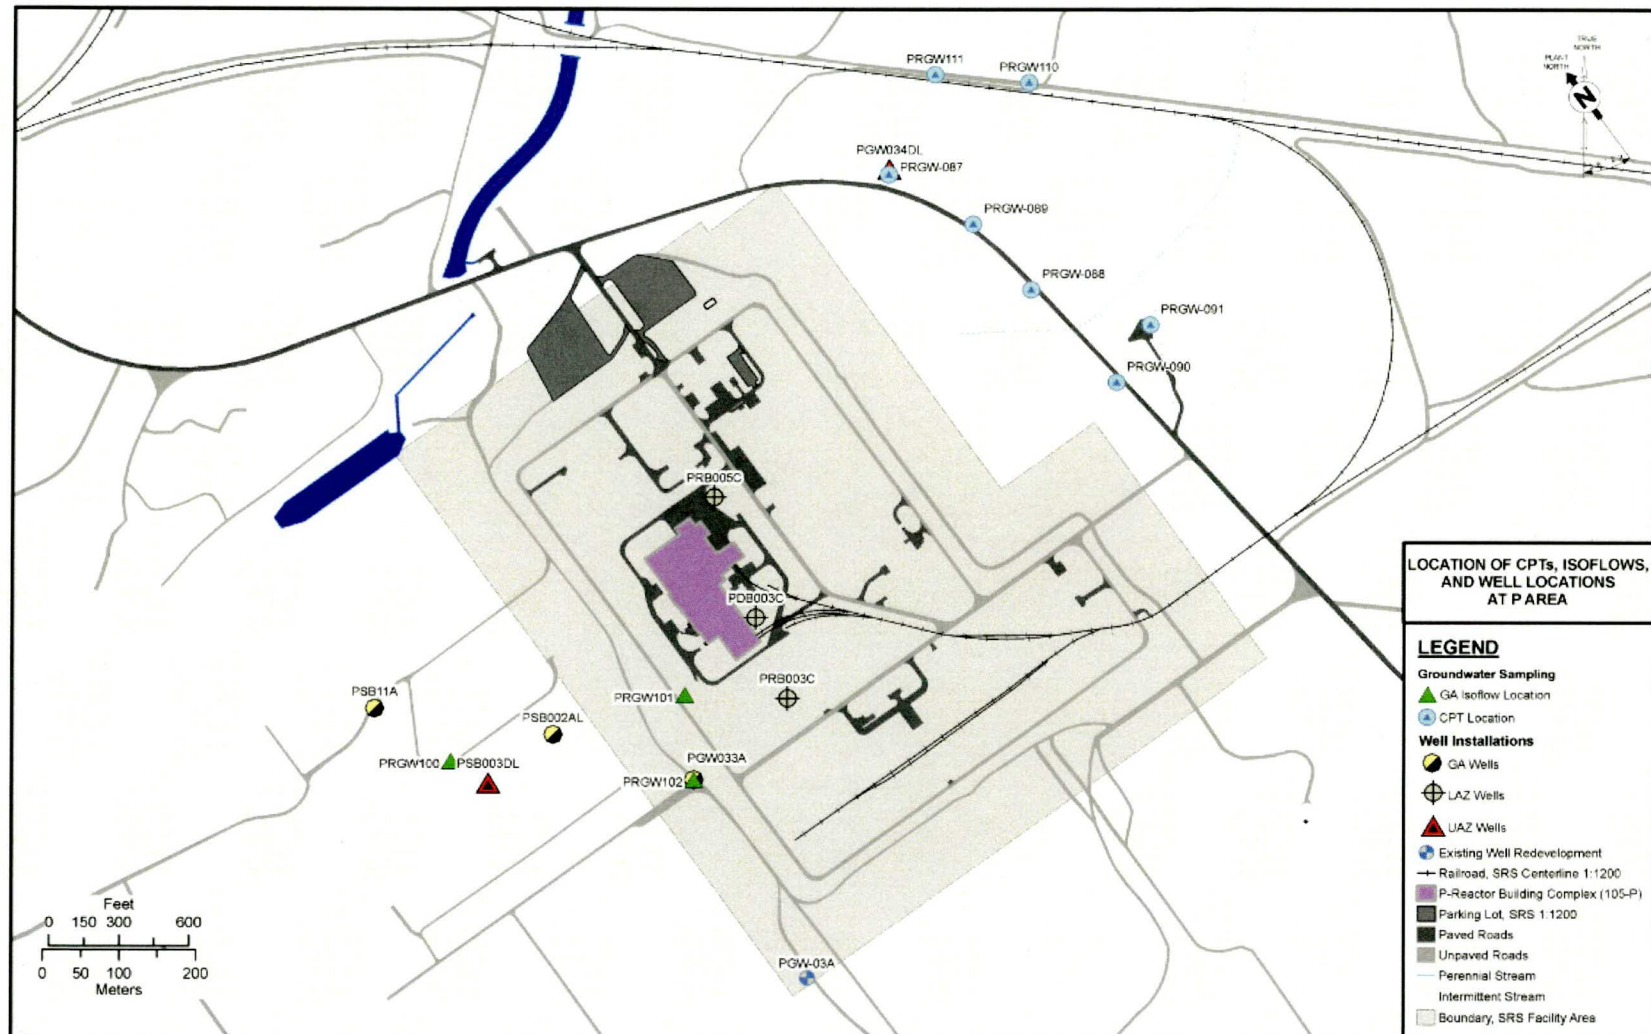 TRUE
NORTH
PLANT
NORTH
N
PRGW111
PRGW110
PGW034DL
PRGW-087
PRGW-089
PRGW-088
PRGW-091
PRGW-090
PRB005C
PDB003C
PRB003C
PRGW101
PSB11A
PSB002AL
PGW033A
PRGW100
PSB003DL
PRGW102
PGW-03A
Feet
0 150 300 600
0 50 100 200
Meters
LOCATION OF CPTs, ISOFLOWS,
AND WELL LOCATIONS
AT P AREA
LEGEND
Groundwater Sampling
GA Isoflow Location
CPT Location
Well Installations
GA Wells
LAZ Wells
UAZ Wells
Existing Well Redevelopment
Railroad, SRS Centerline 1:1200
P-Reactor Building Complex (105-P)
Parking Lot, SRS 1:1200
Paved Roads
Unpaved Roads
Perennial Stream
Intermittent Stream
Boundary, SRS Facility Area